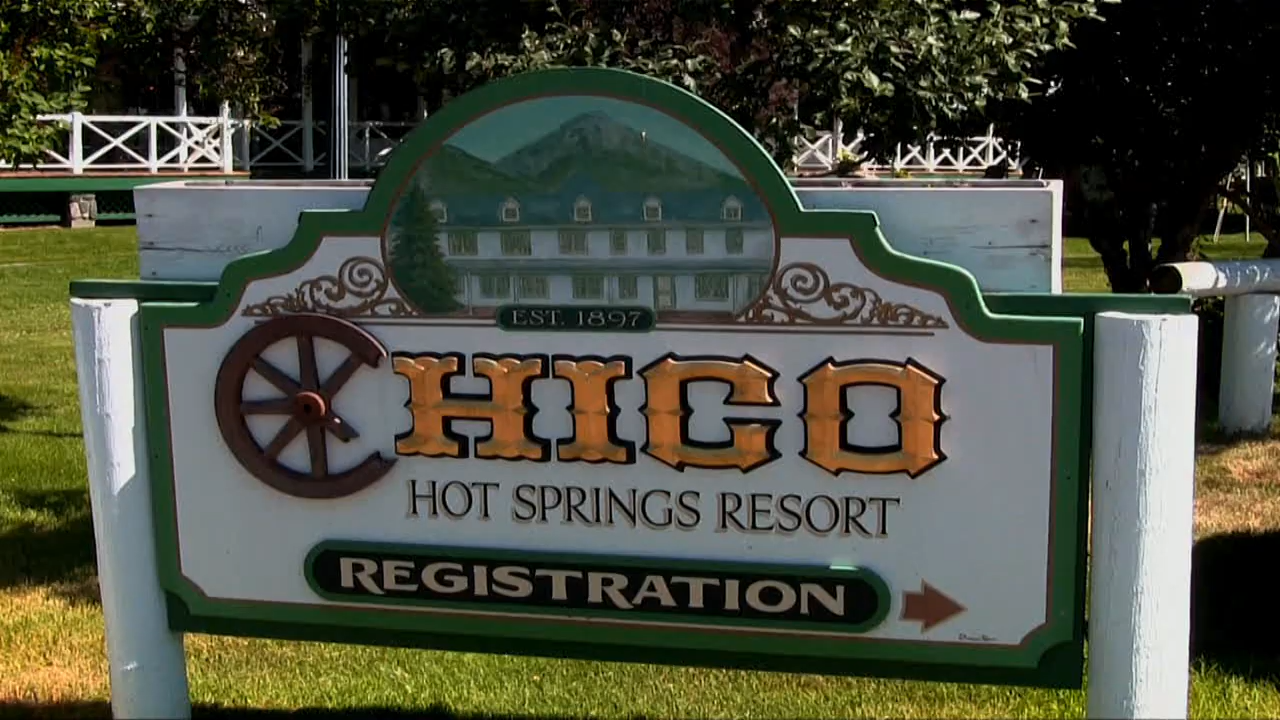 EST. 1897
CHICO
HOT SPRINGS RESORT
REGISTRATION